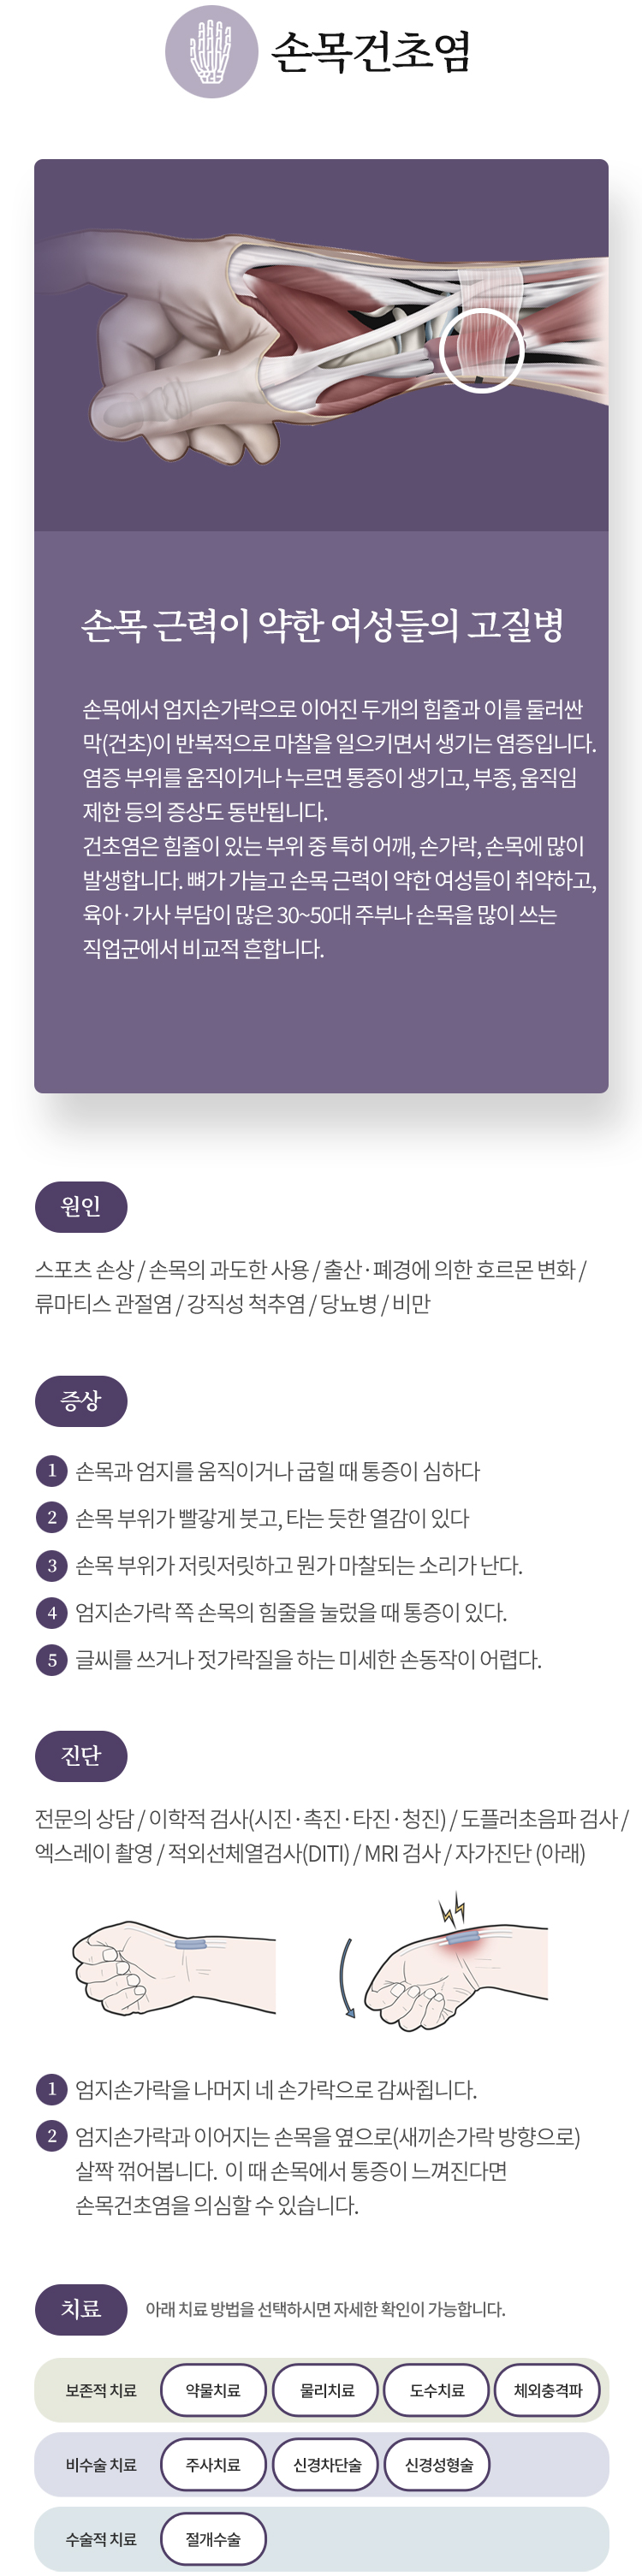 손목건초염
손목 근력이 약한 여성들의 고질병
손목에서 엄지손가락으로 이어진 두개의 힘줄과 이를 둘러싼
막(건초)이 반복적으로 마찰을 일으키면서 생기는 염증입니다.
염증 부위를 움직이거나 누르면 통증이 생기고, 부종, 움직임
제한 등의 증상도 동반됩니다.
건초염은 힘줄이 있는 부위 중 특히 어깨, 손가락, 손목에 많이
발생합니다. 뼈가 가늘고 손목 근력이 약한 여성들이 취약하고,
육아·가사 부담이 많은 30~50대 주부나 손목을 많이 쓰는
직업군에서 비교적 흔합니다.
원인
스포츠 손상 / 손목의 과도한 사용 / 출산·폐경에 의한 호르몬 변화 /
류마티스 관절염 / 강직성 척추염 / 당뇨병 / 비만
증상
1 손목과 엄지를 움직이거나 굽힐 때 통증이 심하다
2 손목 부위가 빨갛게 붓고, 타는 듯한 열감이 있다
3 손목 부위가 저릿저릿하고 뭔가 마찰되는 소리가 난다.
4 엄지손가락 쪽 손목의 힘줄을 눌렀을 때 통증이 있다.
5 글씨를 쓰거나 젓가락질을 하는 미세한 손동작이 어렵다.
진단
전문의 상담 / 이학적 검사(시진·촉진·타진·청진) / 도플러초음파 검사 /
엑스레이 촬영 / 적외선체열검사(DITI) / MRI 검사 / 자가진단 (아래)
1 엄지손가락을 나머지 네 손가락으로 감싸쥡니다.
2 엄지손가락과 이어지는 손목을 옆으로(새끼손가락 방향으로)
살짝 꺾어봅니다. 이 때 손목에서 통증이 느껴진다면
손목건초염을 의심할 수 있습니다.
치료 아래 치료 방법을 선택하시면 자세한 확인이 가능합니다.
보존적 치료 약물치료 물리치료 도수치료 체외충격파
비수술 치료 주사치료 신경차단술 신경성형술
수술적 치료 절개수술